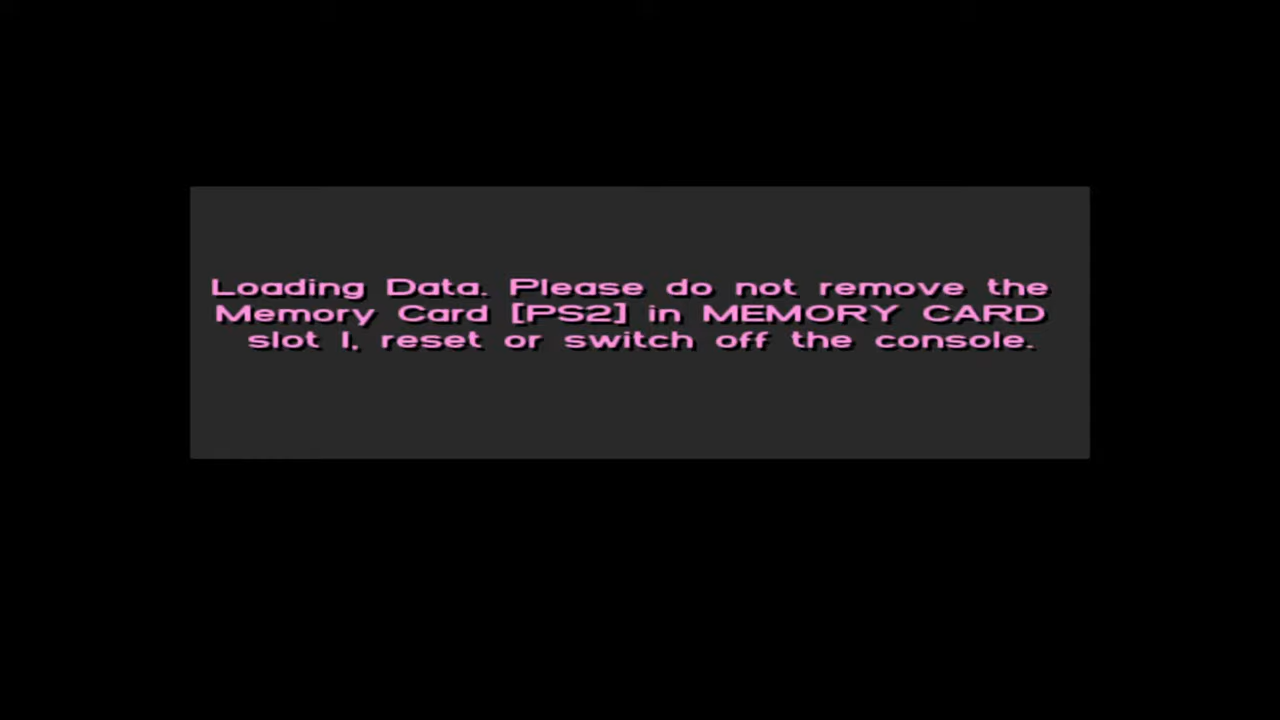 Loading Data. Please do not remove the
Memory Card [PS2] in MEMORY CARD
slot 1, reset or switch off the console.